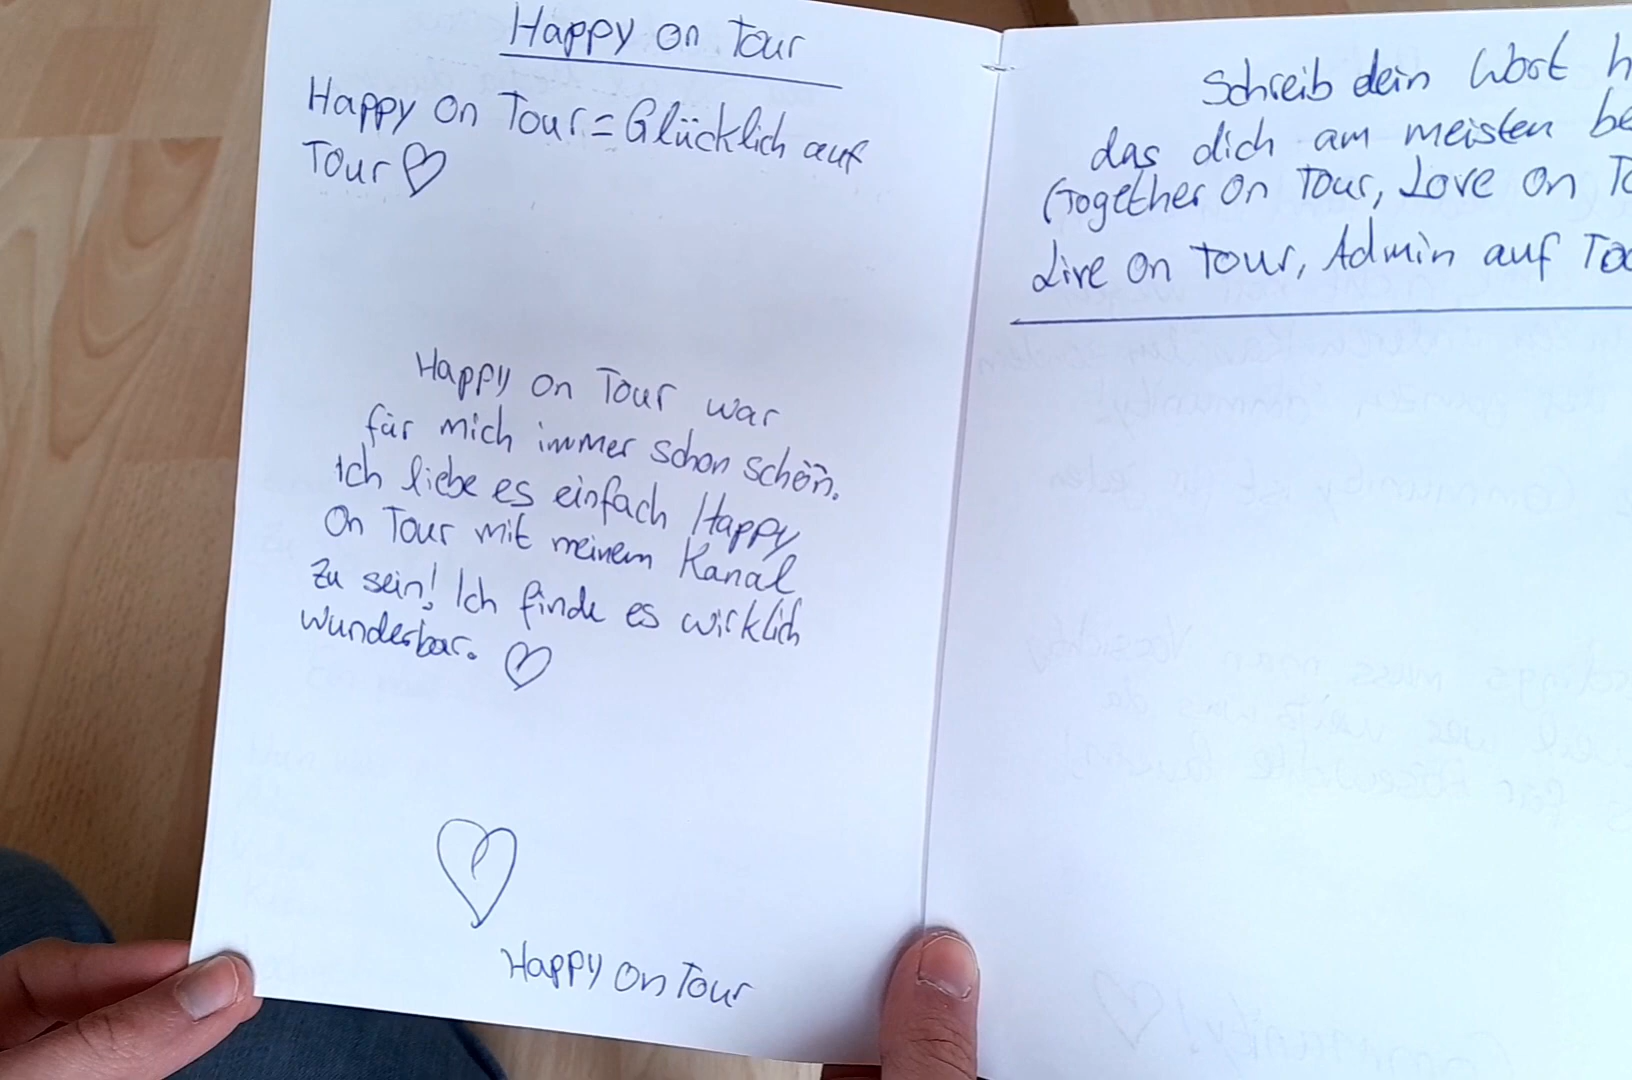 Happy on Tour
Happy on Tour = Glücklich auf
Tour ♡
Happy on Tour war
für mich immer schon schön.
Ich liebe es einfach Happy
on Tour mit meinem Kanal
zu sein! Ich finde es wirklich
wunderbar. ♡
Happy on Tour
Schreib dein Wort
das dich am meisten
(Together on Tour, Love on
Live on Tour, Admin auf